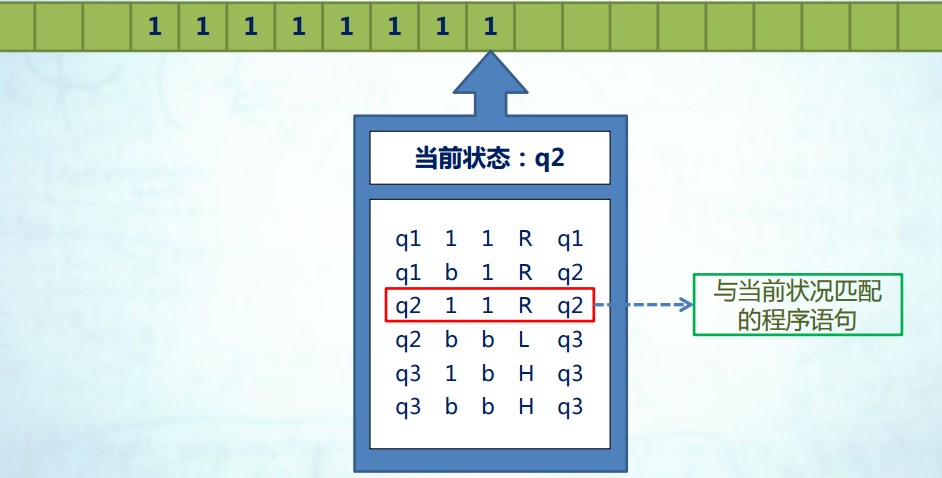 1 1 1 1 1 1 1 1
当前状态：q2
q1 1 1 R q1
q1 b 1 R q2
q2 1 1 R q2
q2 b b L q3
q3 1 b H q3
q3 b b H q3
与当前状况匹配
的程序语句